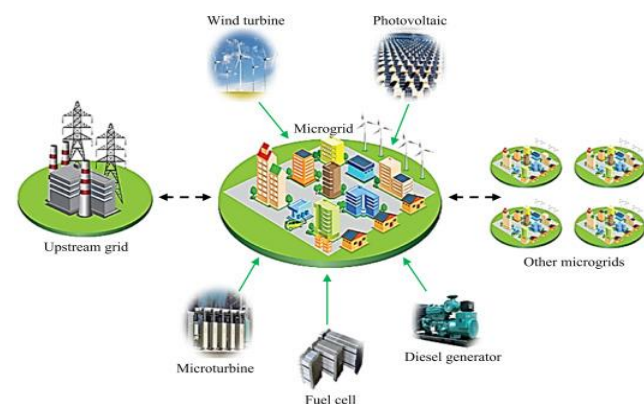 Wind turbine
Photovoltaic
Microgrid
Upstream grid
Other microgrids
Microturbine
Diesel generator
Fuel cell